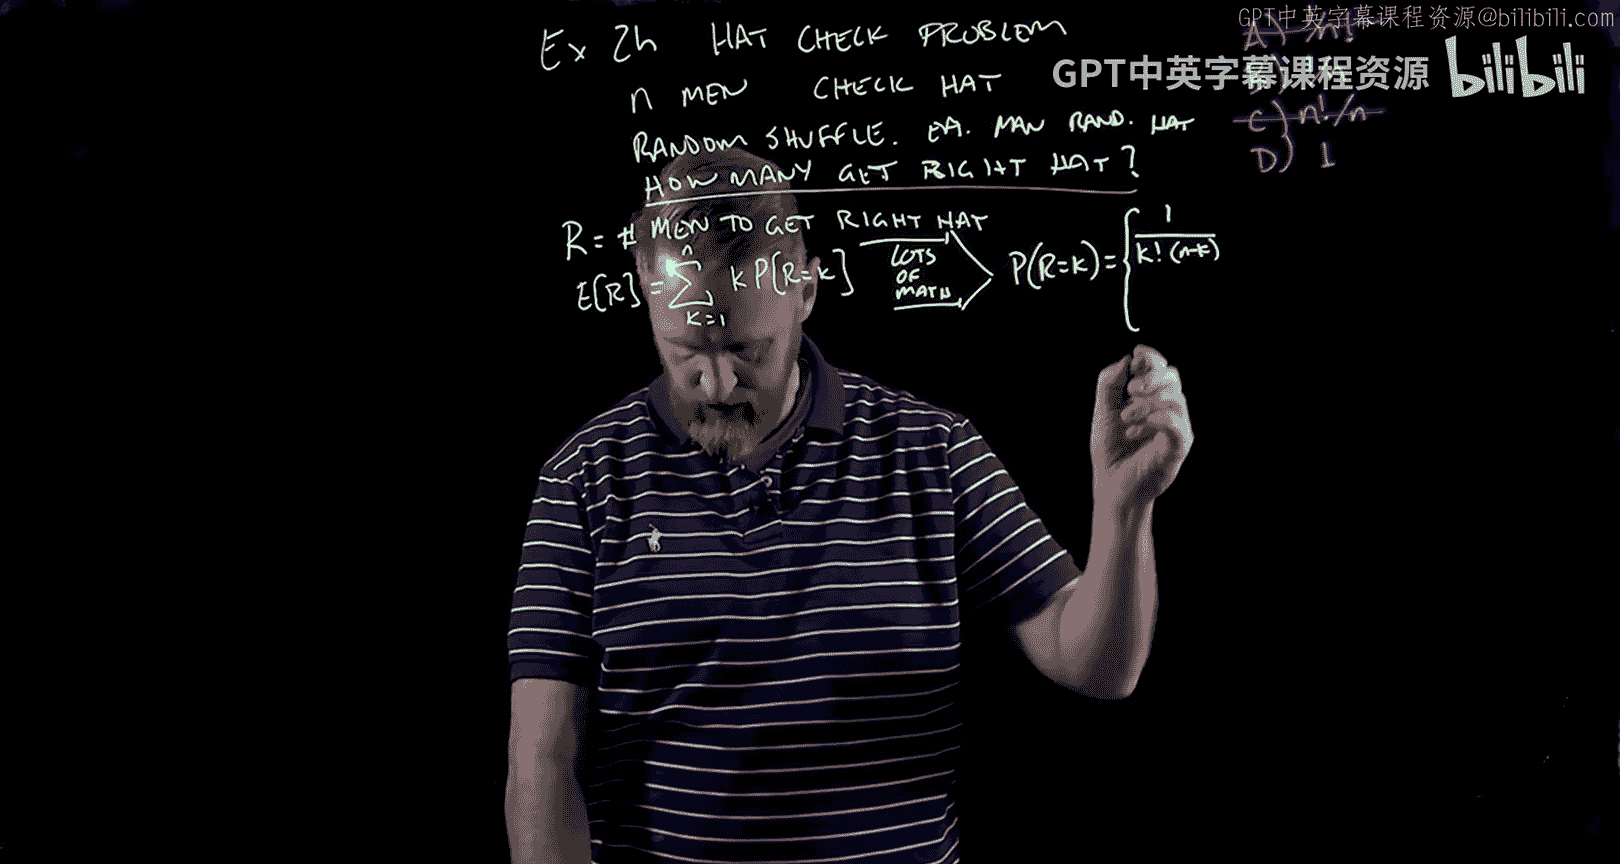 GPT中英字幕课程资源@bilibili.com
GPT中英字幕课程资源 bilibili
Ex 2h HAT CHECK PROBLEM
n MEN CHECK HAT
RANDOM SHUFFLE. EA. MAN RAND. HAT
HOW MANY GET RIGHT HAT?
A) n!
C) n!/n
D) 1
R = # MEN TO GET RIGHT HAT
E[R] = n∑k=1 k P[R=k]
LOTS
OF
MATH
P(R=k) = { 1/k!(n-k)